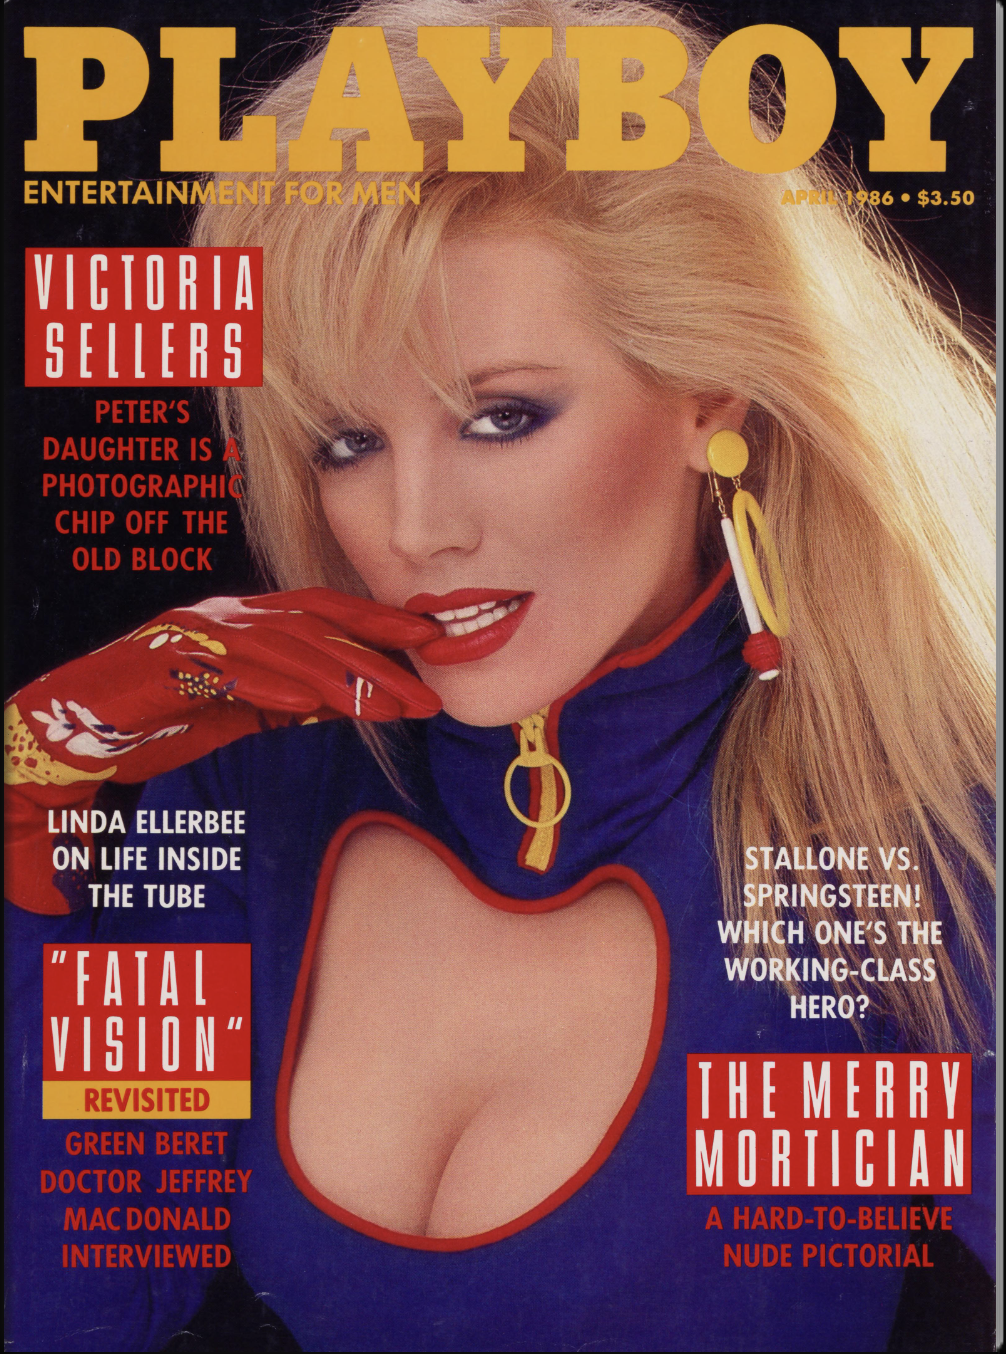 PLAYBOY
ENTERTAINMENT FOR MEN
APRIL 1986 • $3.50
VICTORIA
SELLERS
PETER'S
DAUGHTER IS A
PHOTOGRAPHIC
CHIP OFF THE
OLD BLOCK
LINDA ELLERBEE
ON LIFE INSIDE
THE TUBE
"FATAL
VISION"
REVISITED
GREEN BERET
DOCTOR JEFFREY
MAC DONALD
INTERVIEWED
STALLONE VS.
SPRINGSTEEN!
WHICH ONE'S THE
WORKING-CLASS
HERO?
THE MERRY
MORTICIAN
A HARD-TO-BELIEVE
NUDE PICTORIAL